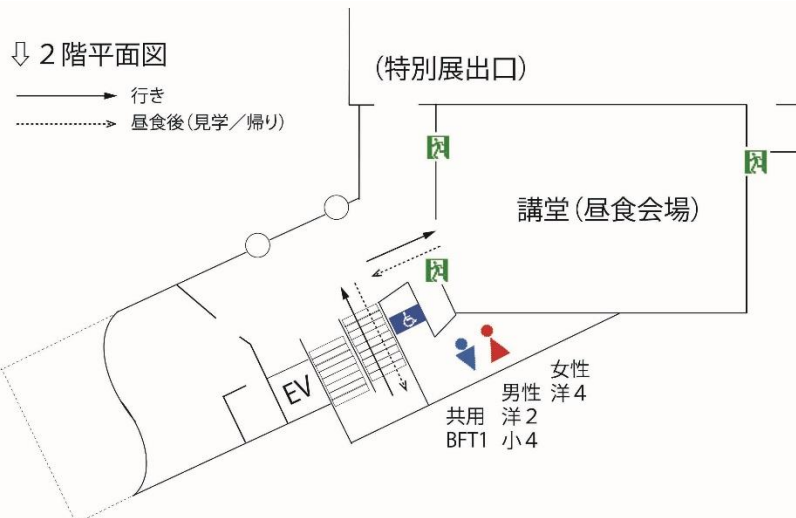 ⇩２階平面図
行き
昼食後(見学／帰り)
(特別展出口)
講堂(昼食会場)
EV
女性
洋4
男性
洋2
小4
共用
BFT1